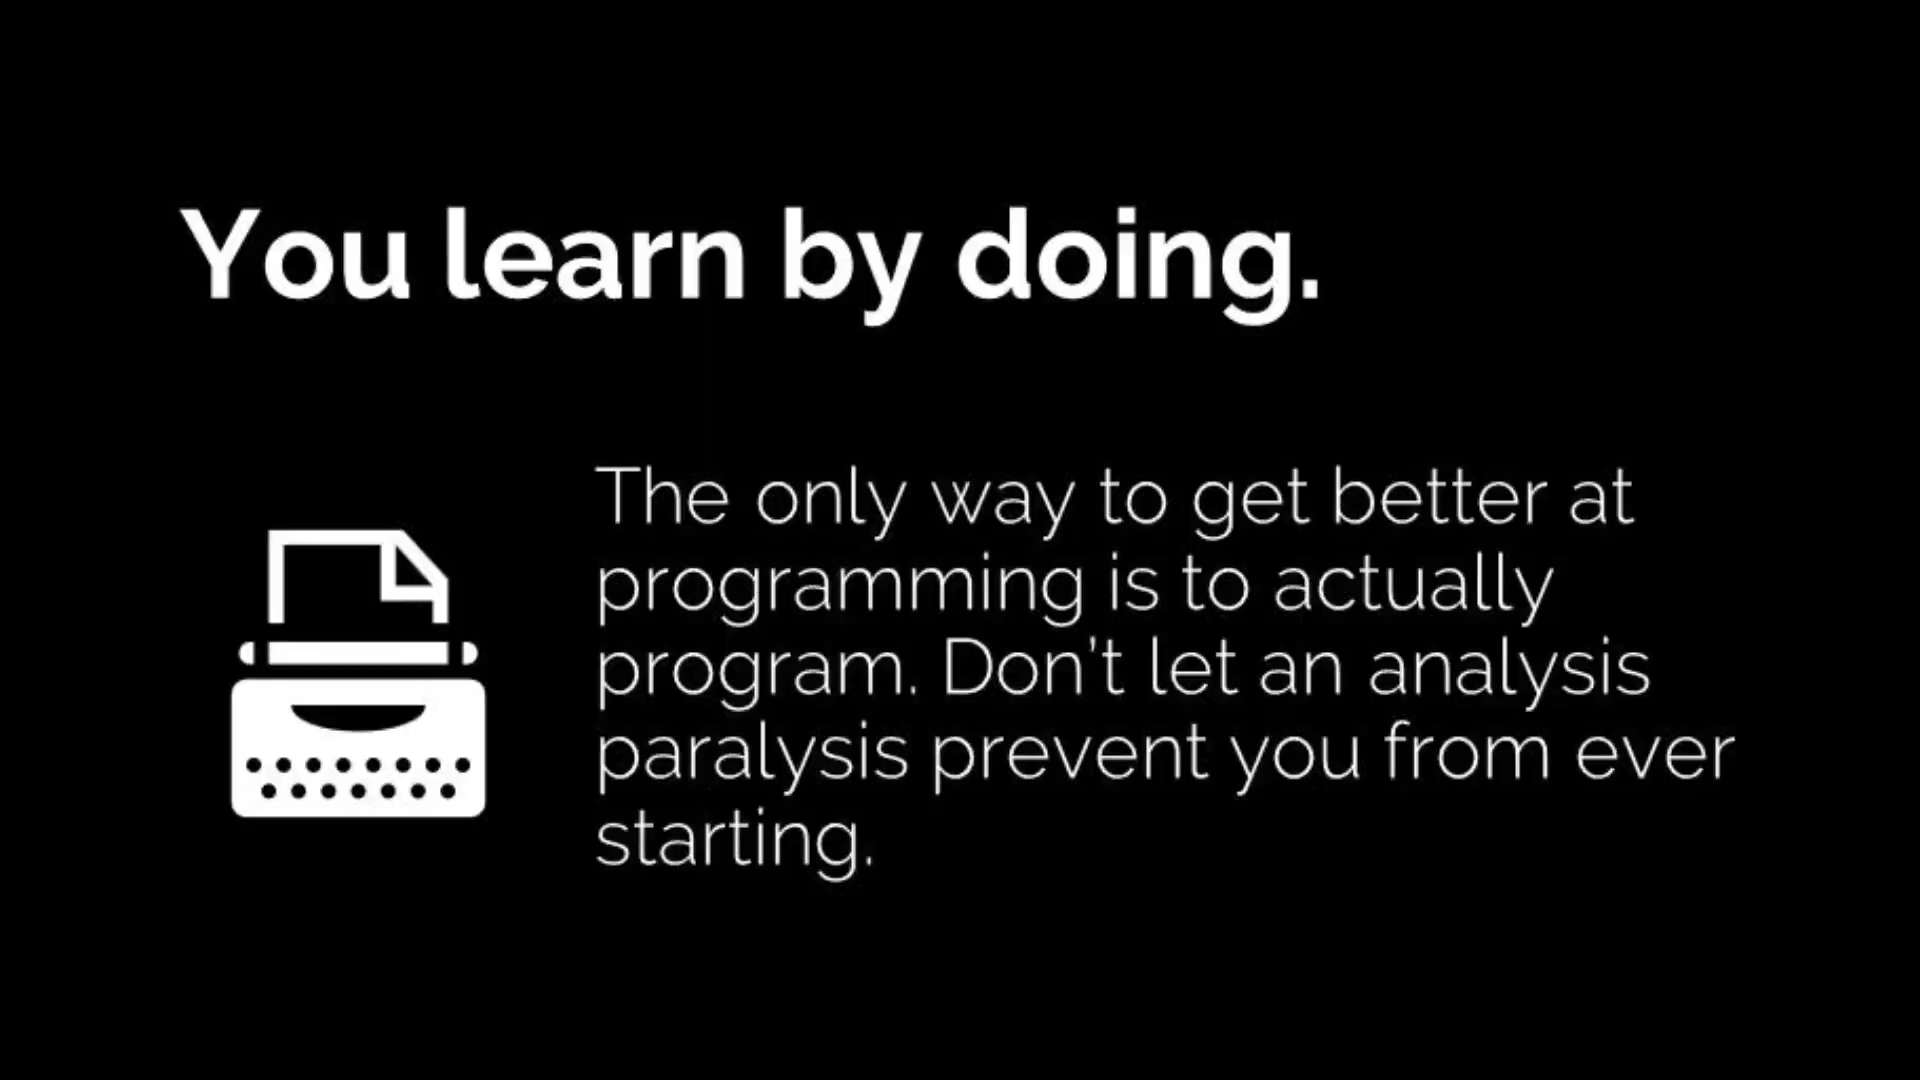 You learn by doing.
The only way to get better at
programming is to actually
program. Don’t let an analysis
paralysis prevent you from ever
starting.